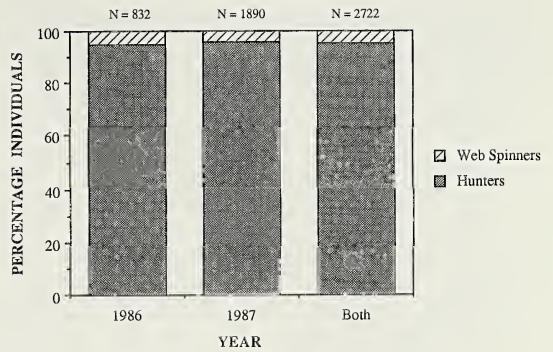 N = 832 N = 1890 N = 2722
100
80
60
40
20
0
PERCENTAGE INDIVIDUALS
1986 1987 Both
YEAR
Web Spinners
Hunters